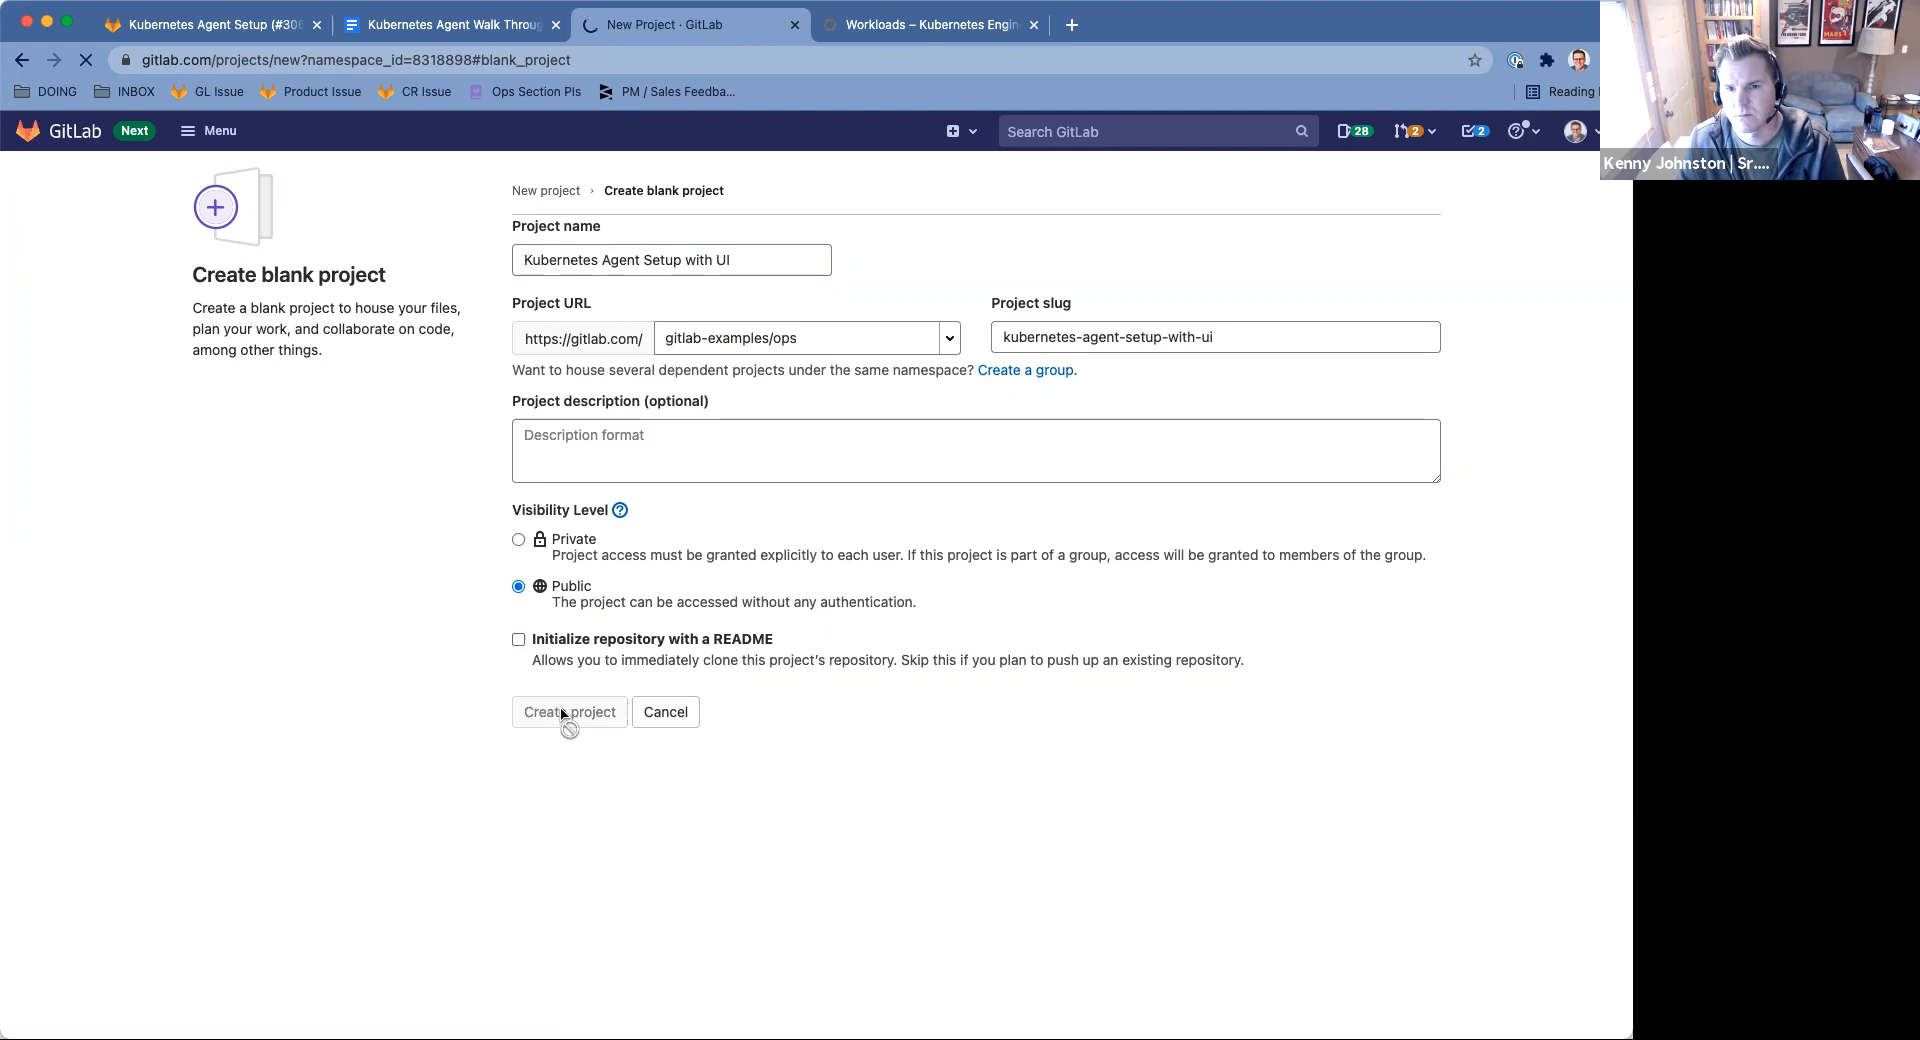 Kubernetes Agent Setup (#306
Kubernetes Agent Walk Throug
New Project · GitLab
Workloads – Kubernetes Engin
gitlab.com/projects/new?namespace_id=8318898#blank_project
DOING
INBOX
GL Issue
Product Issue
CR Issue
Ops Section PIs
PM / Sales Feedba...
Reading
GitLab
Next
Menu
Search GitLab
28
2
2
Kenny Johnston | Sr....
New project › Create blank project
Create blank project
Create a blank project to house your files,
plan your work, and collaborate on code,
among other things.
Project name
Kubernetes Agent Setup with UI
Project URL
Project slug
https://gitlab.com/
gitlab-examples/ops
kubernetes-agent-setup-with-ui
Want to house several dependent projects under the same namespace? Create a group.
Project description (optional)
Description format
Visibility Level
Private
Project access must be granted explicitly to each user. If this project is part of a group, access will be granted to members of the group.
Public
The project can be accessed without any authentication.
Initialize repository with a README
Allows you to immediately clone this project's repository. Skip this if you plan to push up an existing repository.
Create project
Cancel